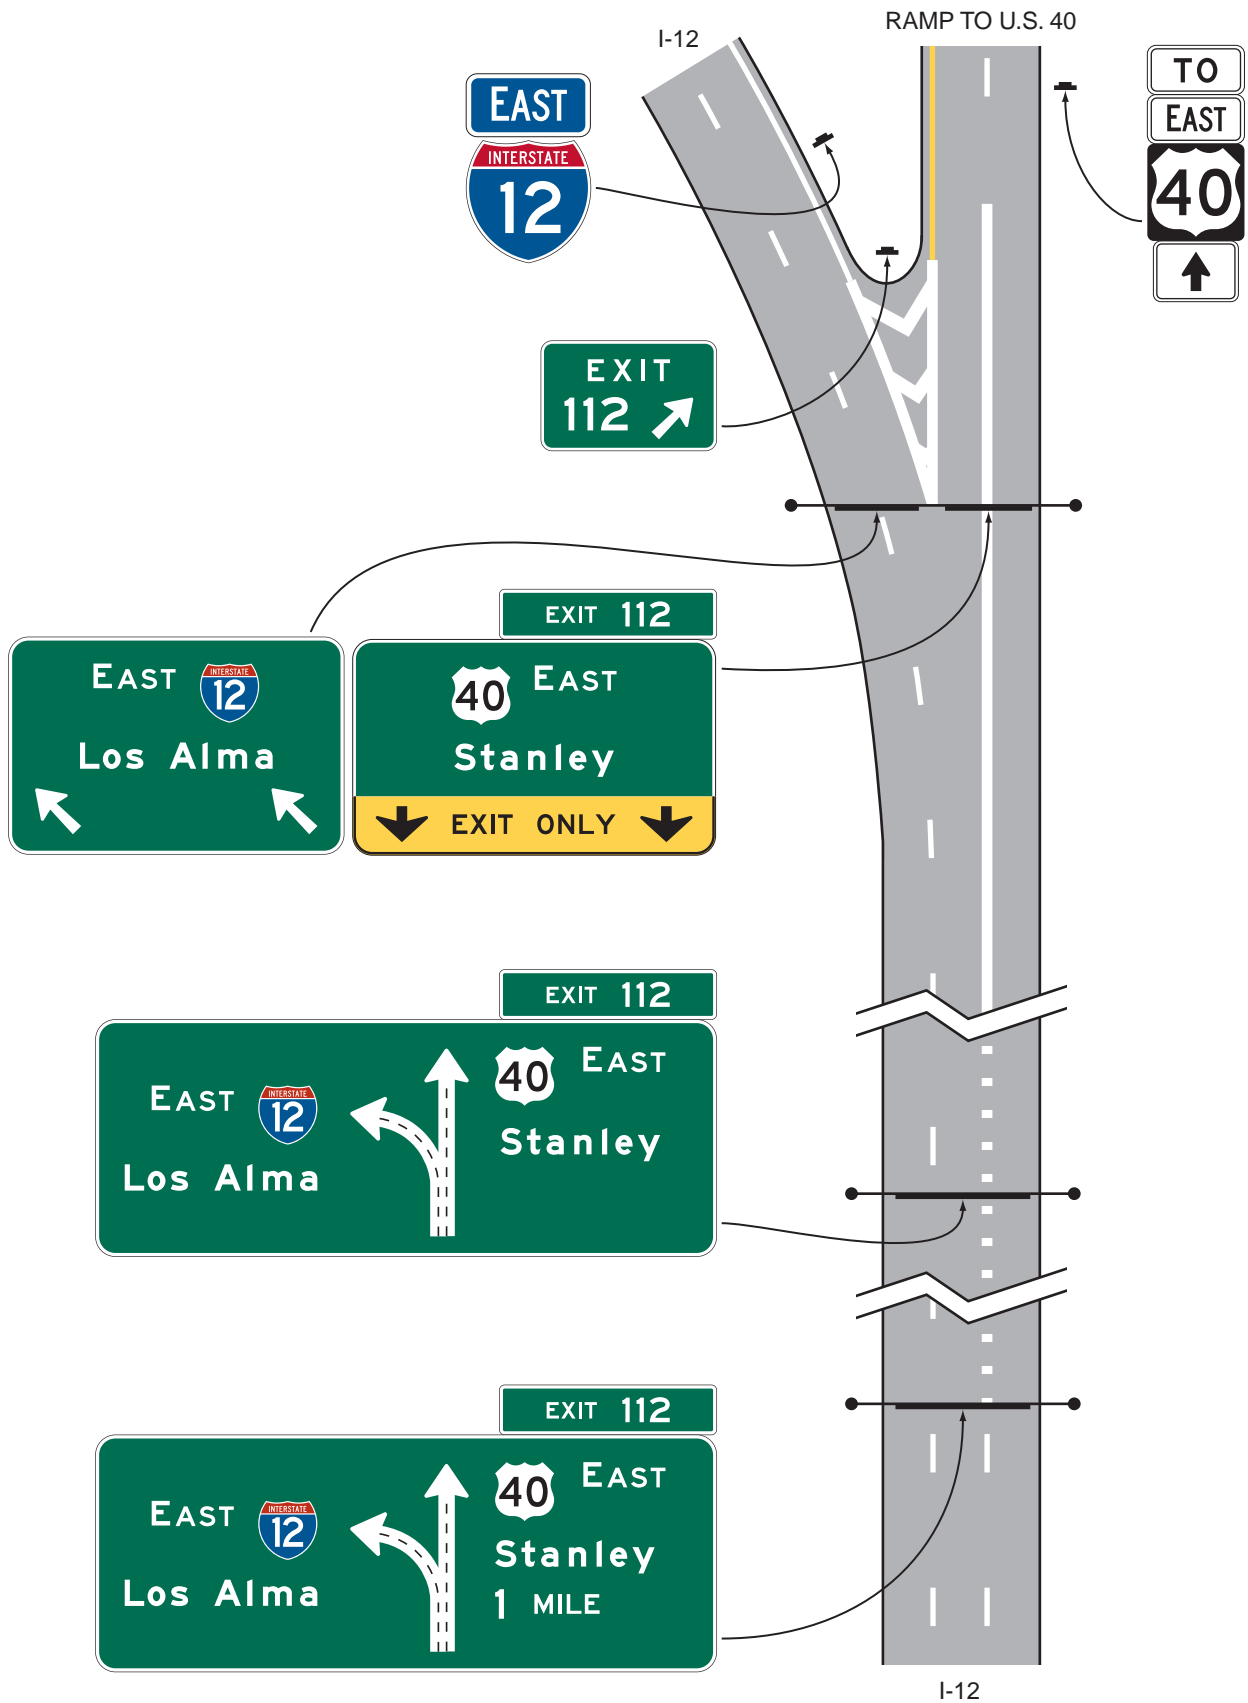 I-12
RAMP TO U.S. 40
EAST
INTERSTATE
12
TO
EAST
40
EXIT
112
EXIT 112
EAST
INTERSTATE
12
Los Alma
40 EAST
Stanley
EXIT ONLY
EXIT 112
EAST
INTERSTATE
12
Los Alma
40 EAST
Stanley
EXIT 112
EAST
INTERSTATE
12
Los Alma
40 EAST
Stanley
1 MILE
I-12